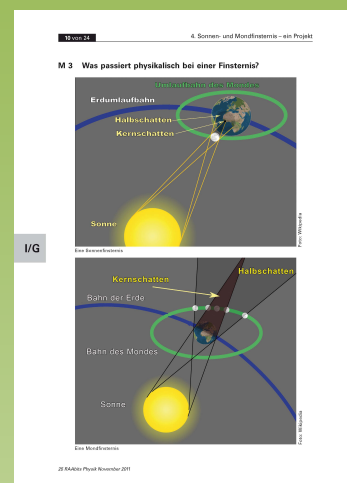 10 von 24
4. Sonnen- und Mondfinsternis – ein Projekt
M 3 Was passiert physikalisch bei einer Finsternis?
Umlaufbahn des Mondes
Erdumlaufbahn
Halbschatten
Kernschatten
Sonne
Foto: Wikipedia
Eine Sonnenfinsternis
I/G
Halbschatten
Kernschatten
Bahn der Erde
Bahn des Mondes
Sonne
Foto: Wikipedia
Eine Mondfinsternis
20 RAAbits Physik November 2011